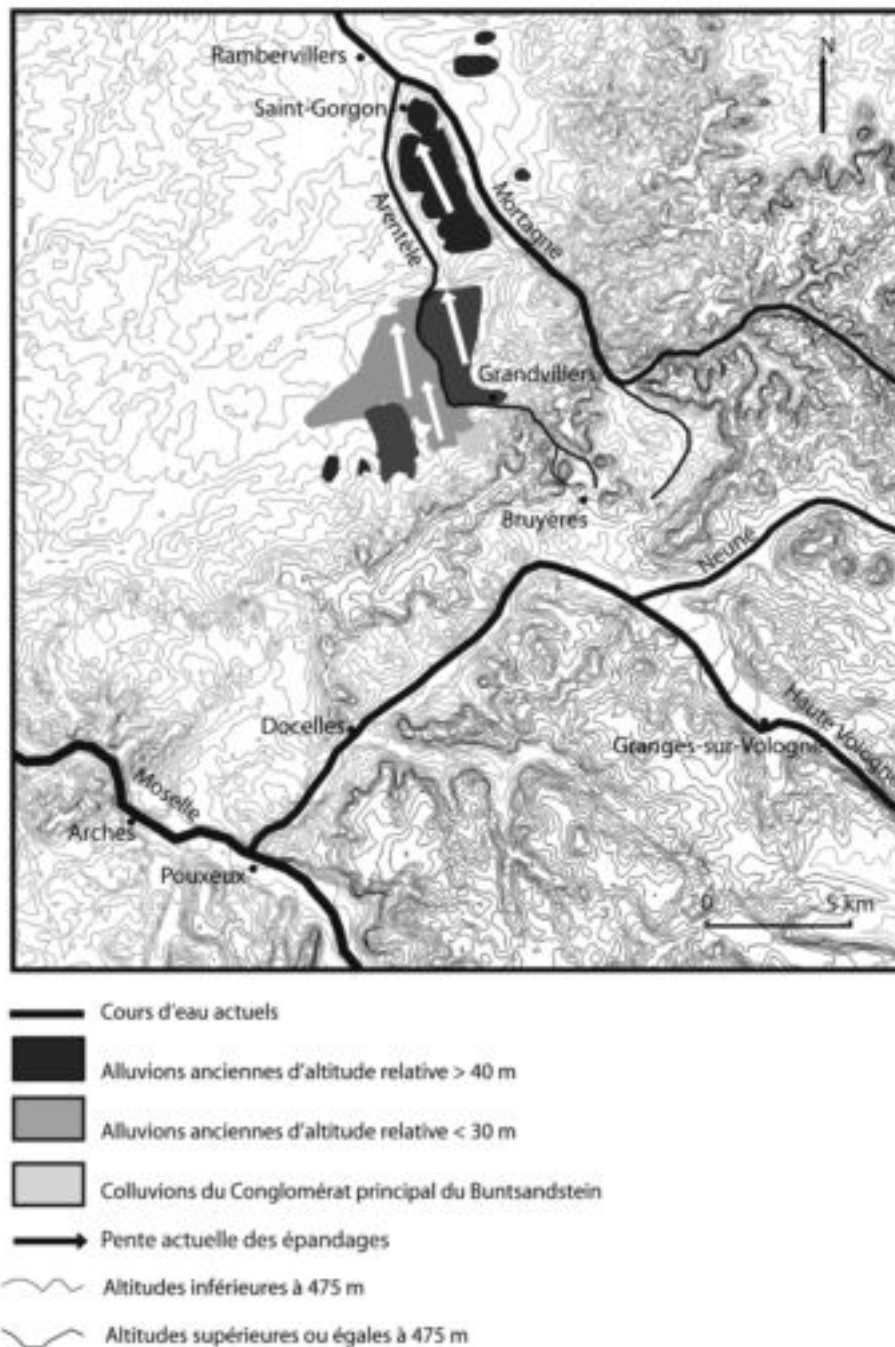 Rambervillers
N
Saint-Gorgon
Arentèle
Mortagne
Grandvillers
Bruyères
Neuné
Docelles
Granges-sur-Vologne
Haute Vologne
Moselle
Arches
Pouxeux
0 5 km
Cours d'eau actuels
Alluvions anciennes d'altitude relative > 40 m
Alluvions anciennes d'altitude relative < 30 m
Colluvions du Conglomérat principal du Buntsandstein
Pente actuelle des épandages
Altitudes inférieures à 475 m
Altitudes supérieures ou égales à 475 m